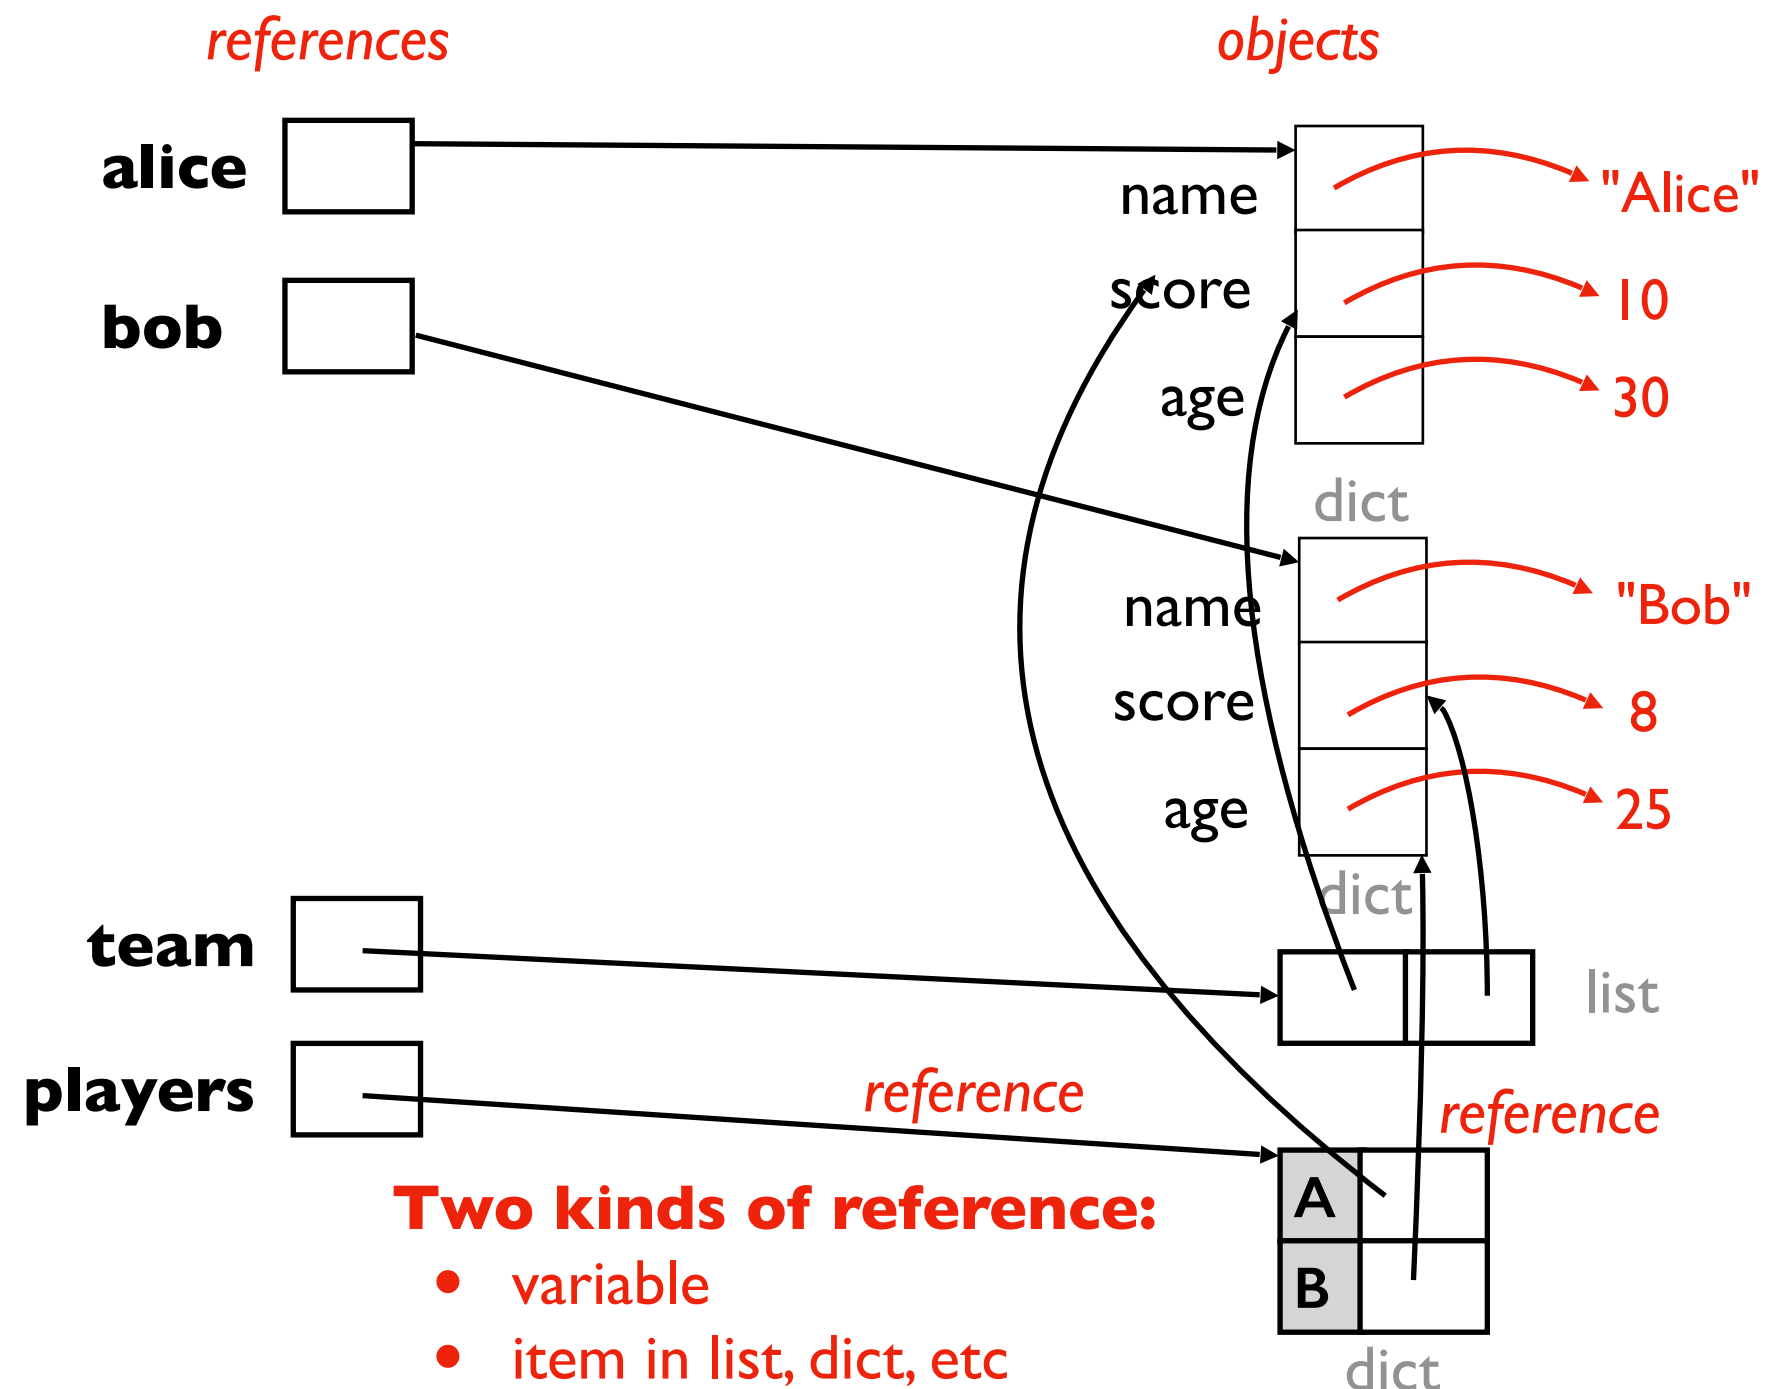 references
objects
alice
name
"Alice"
bob
score
10
age
30
dict
name
"Bob"
score
8
age
25
dict
team
list
players
reference
reference
Two kinds of reference:
A
• variable
B
• item in list, dict, etc
dict